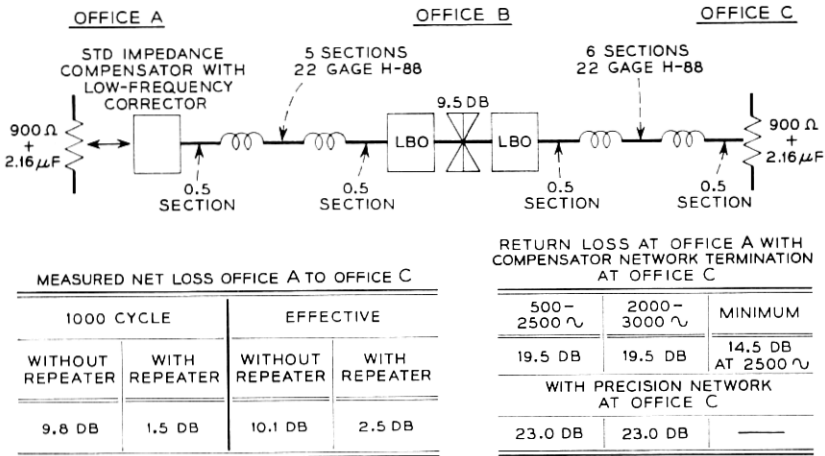 OFFICE A
OFFICE B
OFFICE C
STD IMPEDANCE
COMPENSATOR WITH
LOW-FREQUENCY
CORRECTOR
5 SECTIONS
22 GAGE H-88
6 SECTIONS
22 GAGE H-88
9.5 DB
900 Ω
+
2.16 μF
LBO
LBO
900 Ω
+
2.16 μF
0.5
SECTION
0.5
SECTION
0.5
SECTION
0.5
SECTION
MEASURED NET LOSS OFFICE A TO OFFICE C
1000 CYCLE
EFFECTIVE
WITHOUT REPEATER
WITH REPEATER
WITHOUT REPEATER
WITH REPEATER
9.8 DB
1.5 DB
10.1 DB
2.5 DB
RETURN LOSS AT OFFICE A WITH
COMPENSATOR NETWORK TERMINATION
AT OFFICE C
500-
2500 ∿
2000-
3000 ∿
MINIMUM
19.5 DB
19.5 DB
14.5 DB
AT 2500 ∿
WITH PRECISION NETWORK
AT OFFICE C
23.0 DB
23.0 DB
—